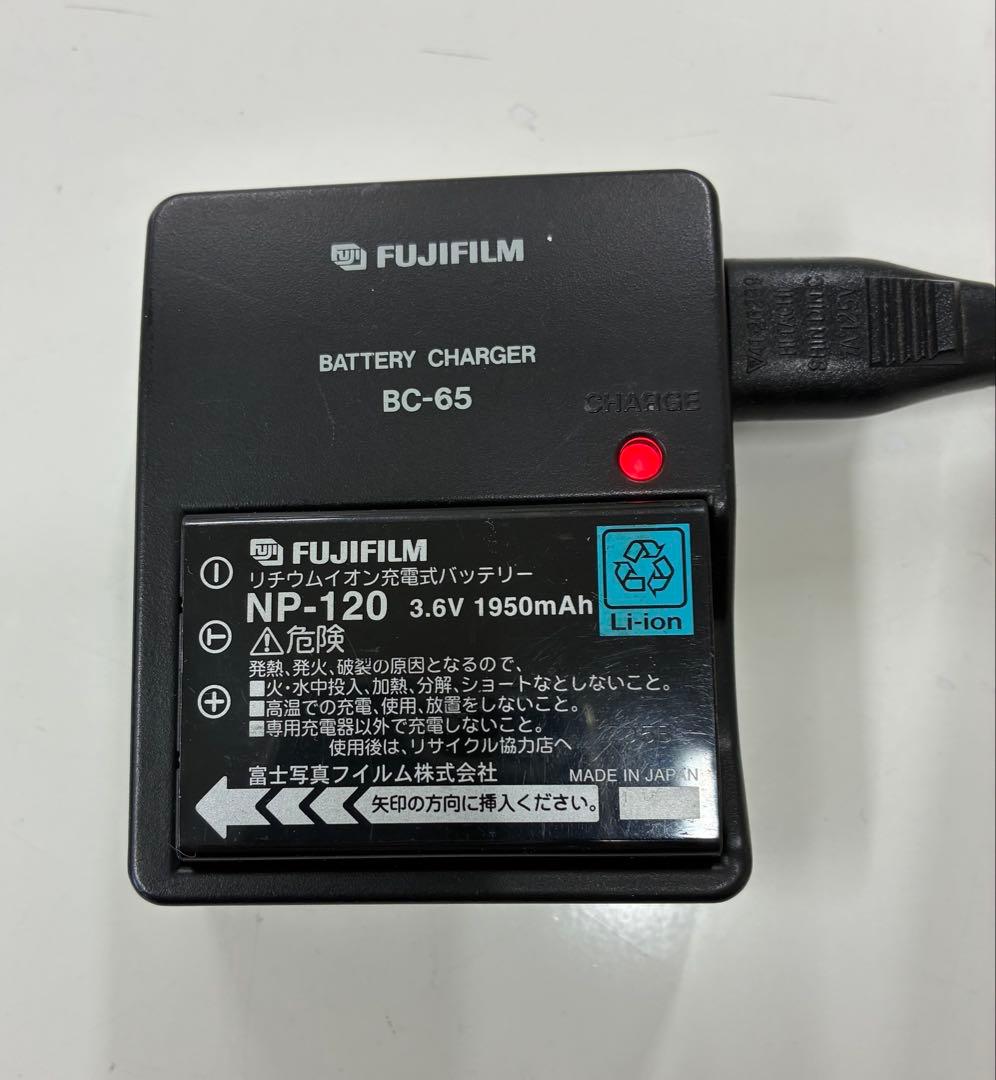 FUJI FUJIFILM
BATTERY CHARGER
BC-65
CHARGE
HITACHI
SHINDING
7A 125V
FUJI FUJIFILM
リチウムイオン充電式バッテリー
NP-120 3.6V 1950mAh
Li-ion
危険
発熱、発火、破裂の原因となるので、
■火・水中投入、加熱、分解、ショートなどとしないこと。
■高温での充電、使用、放置をしないこと。
■専用充電器以外で充電しないこと。
使用後は、リサイクル協力店へ
富士写真フイルム株式会社
MADE IN JAPAN
矢印の方向に挿入ください。